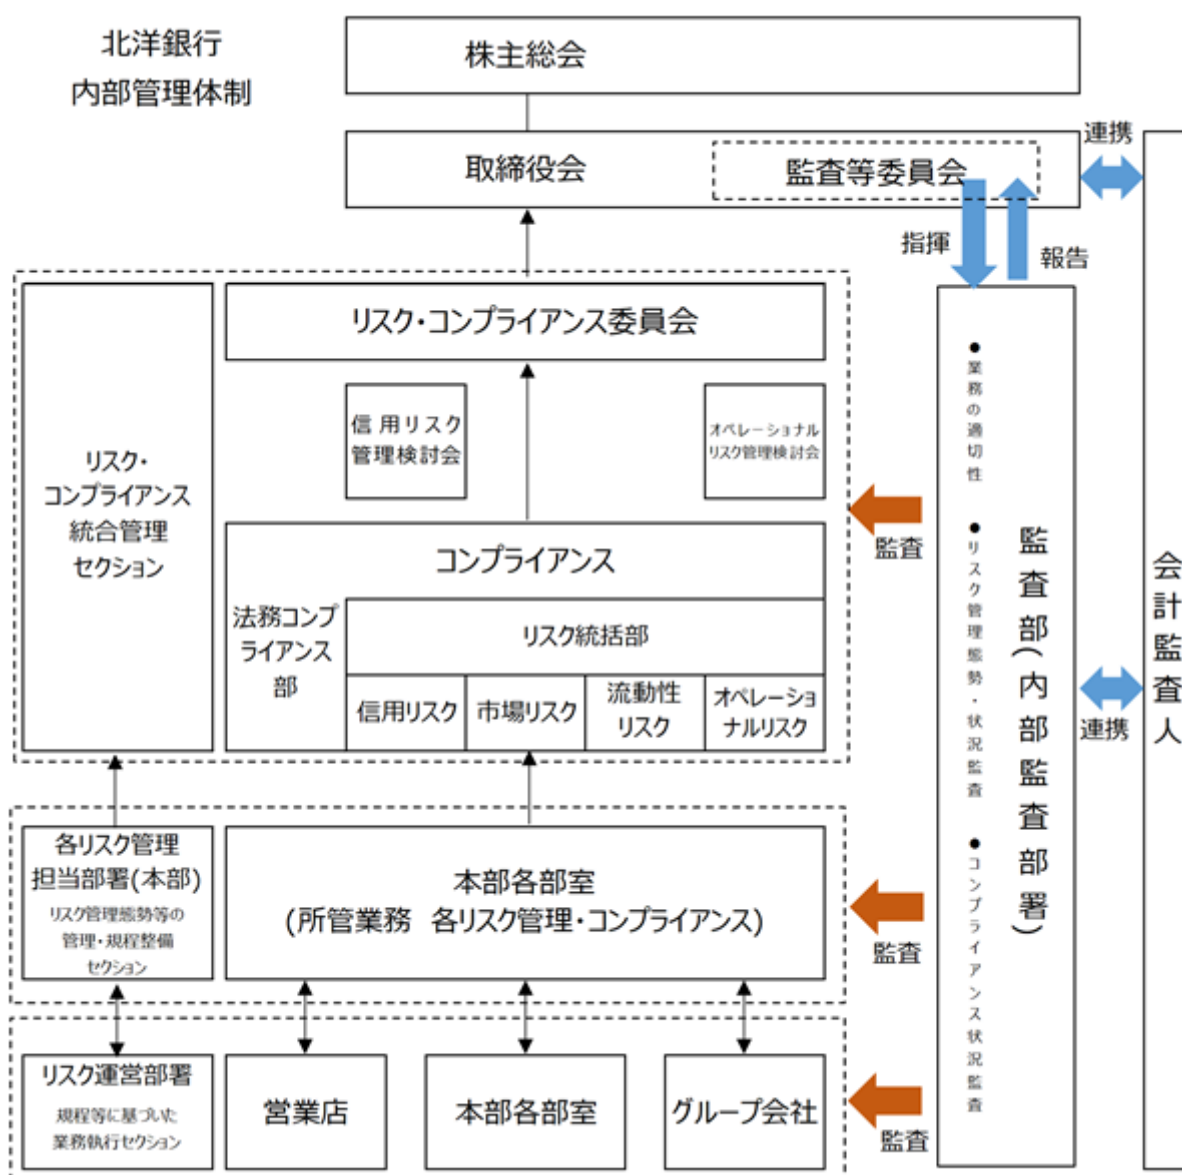 北洋銀行
内部管理体制
株主総会
取締役会
監査等委員会
連携
指揮
報告
リスク・コンプライアンス委員会
信用リスク
管理検討会
オペレーショナル
リスク管理検討会
リスク・
コンプライアンス
統合管理
セクション
コンプライアンス
法務コンプ
ライアンス
部
リスク統括部
信用リスク
市場リスク
流動性
リスク
オペレーショ
ナルリスク
監査
各リスク管理
担当部署(本部)
リスク管理態勢等の
管理・規程整備
セクション
本部各部室
(所管業務 各リスク管理・コンプライアンス)
監査
リスク運営部署
規程等に基づいた
業務執行セクション
営業店
本部各部室
グループ会社
監査
監査部(内部監査部署)
●業務の適切性 ●リスク管理態勢・状況監査 ●コンプライアンス状況監査
連携
会計監査人